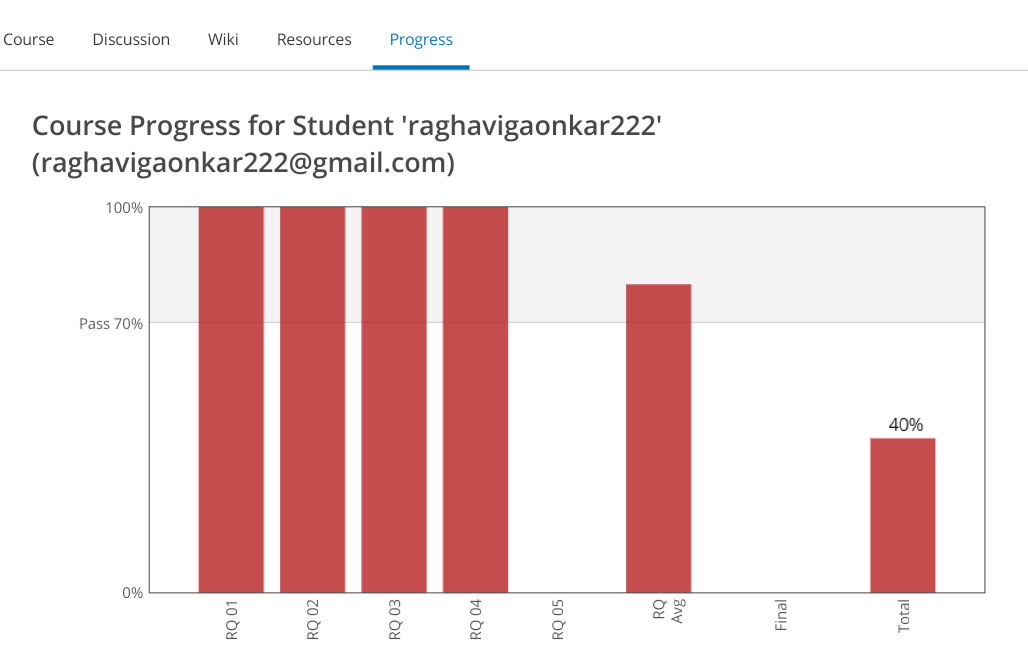 Course Discussion Wiki Resources Progress
Course Progress for Student 'raghavigaonkar222'
(raghavigaonkar222@gmail.com)
100%
Pass 70%
40%
0%
RQ 01
RQ 02
RQ 03
RQ 04
RQ 05
RQ
Avg
Final
Total